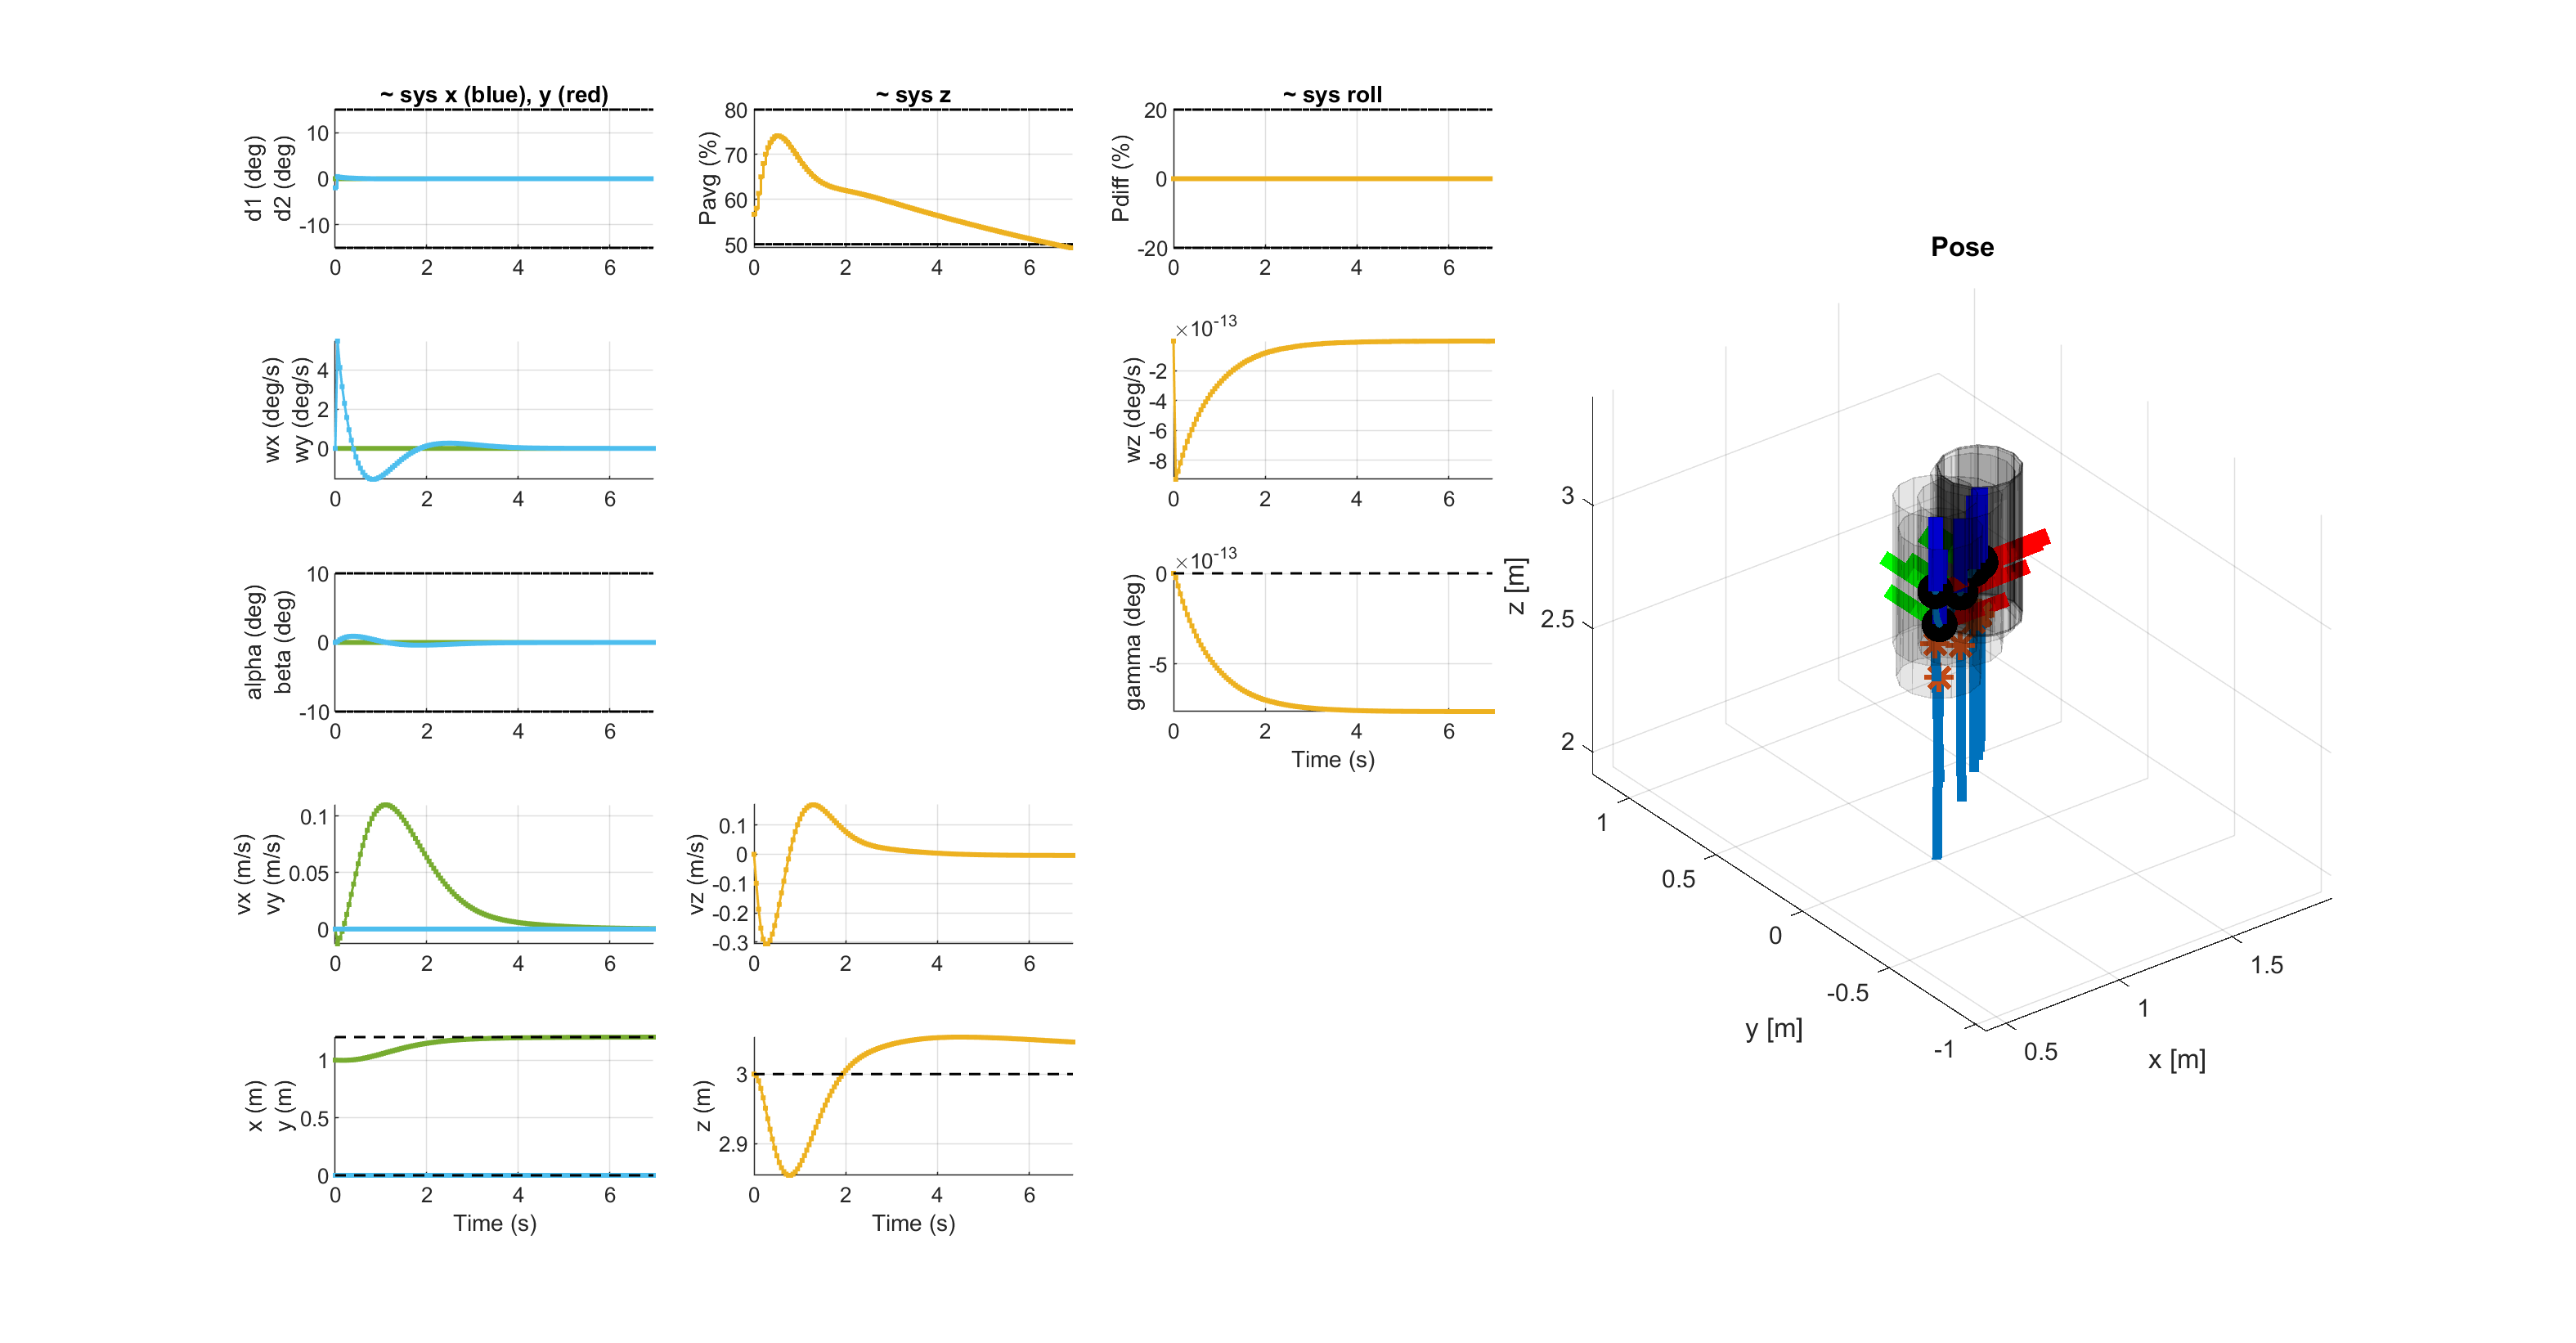 ~ sys x (blue), y (red)
d1 (deg)
d2 (deg)
10
0
-10
0 2 4 6
~ sys z
Pavg (%)
80
70
60
50
0 2 4 6
~ sys roll
Pdiff (%)
20
0
-20
0 2 4 6
wx (deg/s)
wy (deg/s)
4
2
0
0 2 4 6
×10-13
wz (deg/s)
-2
-4
-6
-8
0 2 4 6
alpha (deg)
beta (deg)
10
0
-10
0 2 4 6
×10-13
gamma (deg)
0
-5
0 2 4 6
Time (s)
vx (m/s)
vy (m/s)
0.1
0.05
0
0 2 4 6
vz (m/s)
0.1
0
-0.1
-0.2
-0.3
0 2 4 6
x (m)
y (m)
1
0.5
0
0 2 4 6
Time (s)
z (m)
3
2.9
0 2 4 6
Time (s)
Pose
z [m]
3
2.5
2
1
0.5
0
-0.5
-1
y [m]
0.5
1
1.5
x [m]